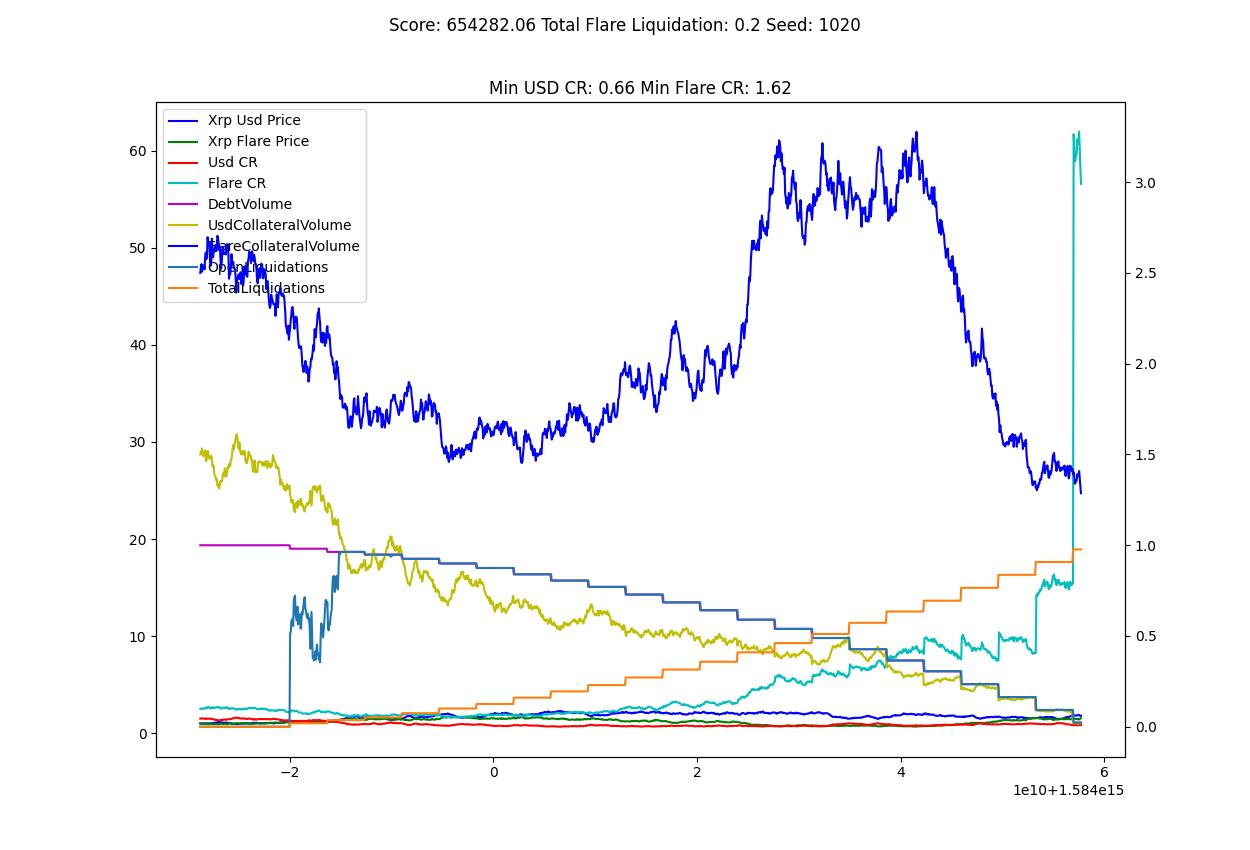 Score: 654282.06 Total Flare Liquidation: 0.2 Seed: 1020
Min USD CR: 0.66 Min Flare CR: 1.62
Xrp Usd Price
Xrp Flare Price
Usd CR
Flare CR
DebtVolume
UsdCollateralVolume
FlareCollateralVolume
OpenLiquidations
TotalLiquidations
60
50
40
30
20
10
0
3.0
2.5
2.0
1.5
1.0
0.5
0.0
−2 0 2 4 6
1e10+1.584e15